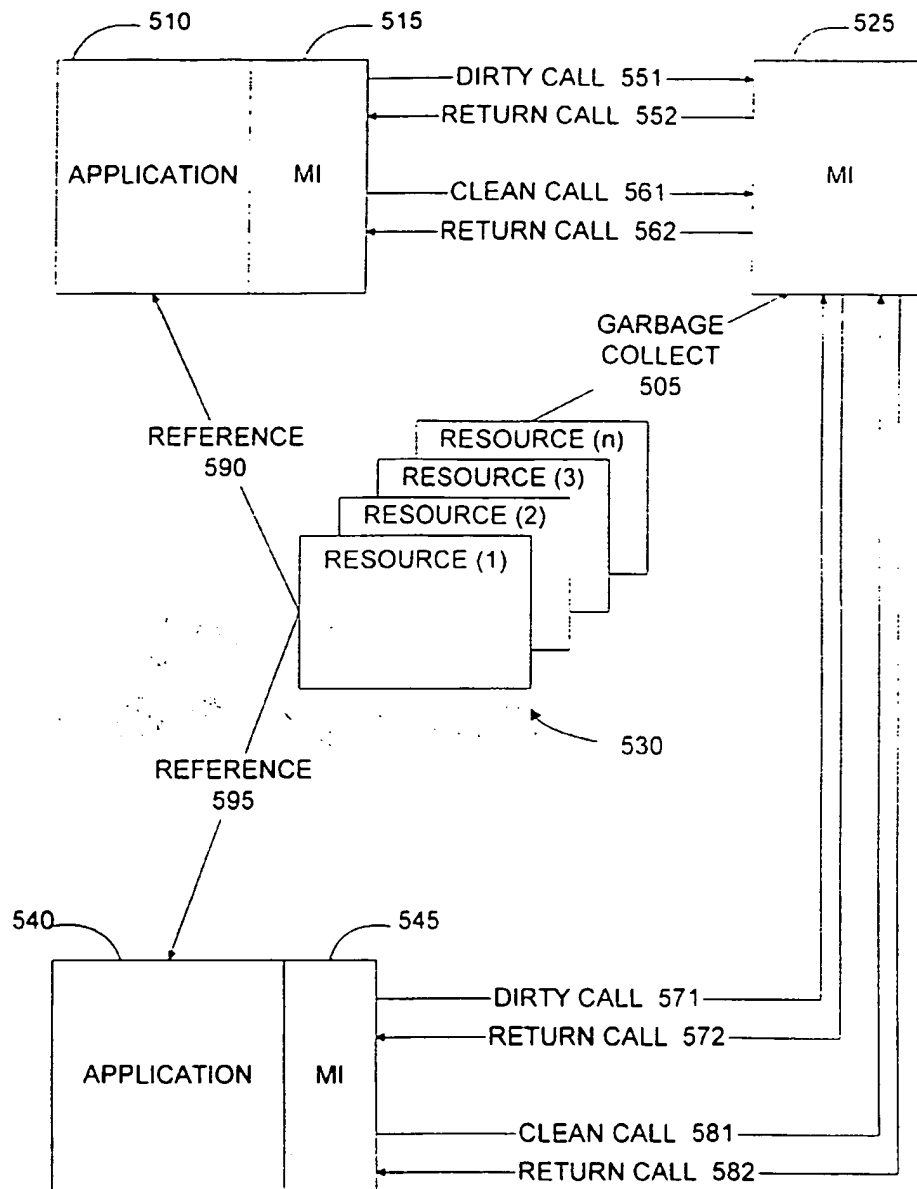 510
515
525
DIRTY CALL 551
RETURN CALL 552
APPLICATION
MI
MI
CLEAN CALL 561
RETURN CALL 562
GARBAGE
COLLECT
505
REFERENCE
590
RESOURCE (n)
RESOURCE (3)
RESOURCE (2)
RESOURCE (1)
530
REFERENCE
595
540
545
DIRTY CALL 571
RETURN CALL 572
APPLICATION
MI
CLEAN CALL 581
RETURN CALL 582